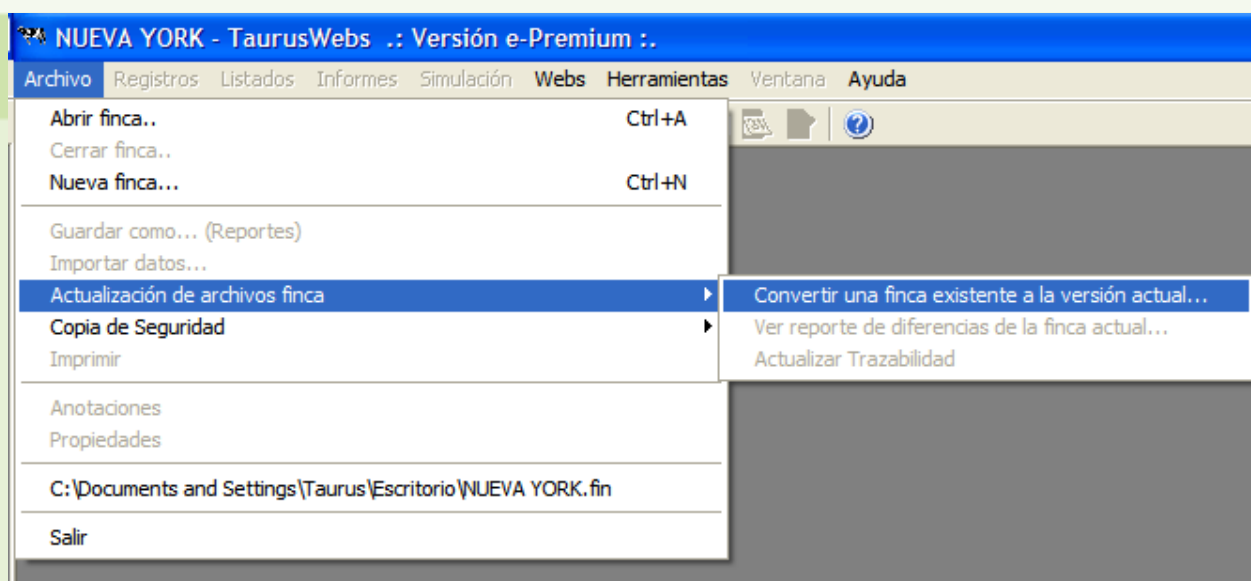 NUEVA YORK - TaurusWebs .: Versión e-Premium :.
Archivo Registros Listados Informes Simulación Webs Herramientas Ventana Ayuda
Abrir finca.. Ctrl+A
Cerrar finca..
Nueva finca... Ctrl+N
Guardar como... (Reportes)
Importar datos...
Actualización de archivos finca
Convertir una finca existente a la versión actual...
Copia de Seguridad
Ver reporte de diferencias de la finca actual...
Imprimir
Actualizar Trazabilidad
Anotaciones
Propiedades
C:\Documents and Settings\Taurus\Escritorio\NUEVA YORK.fin
Salir